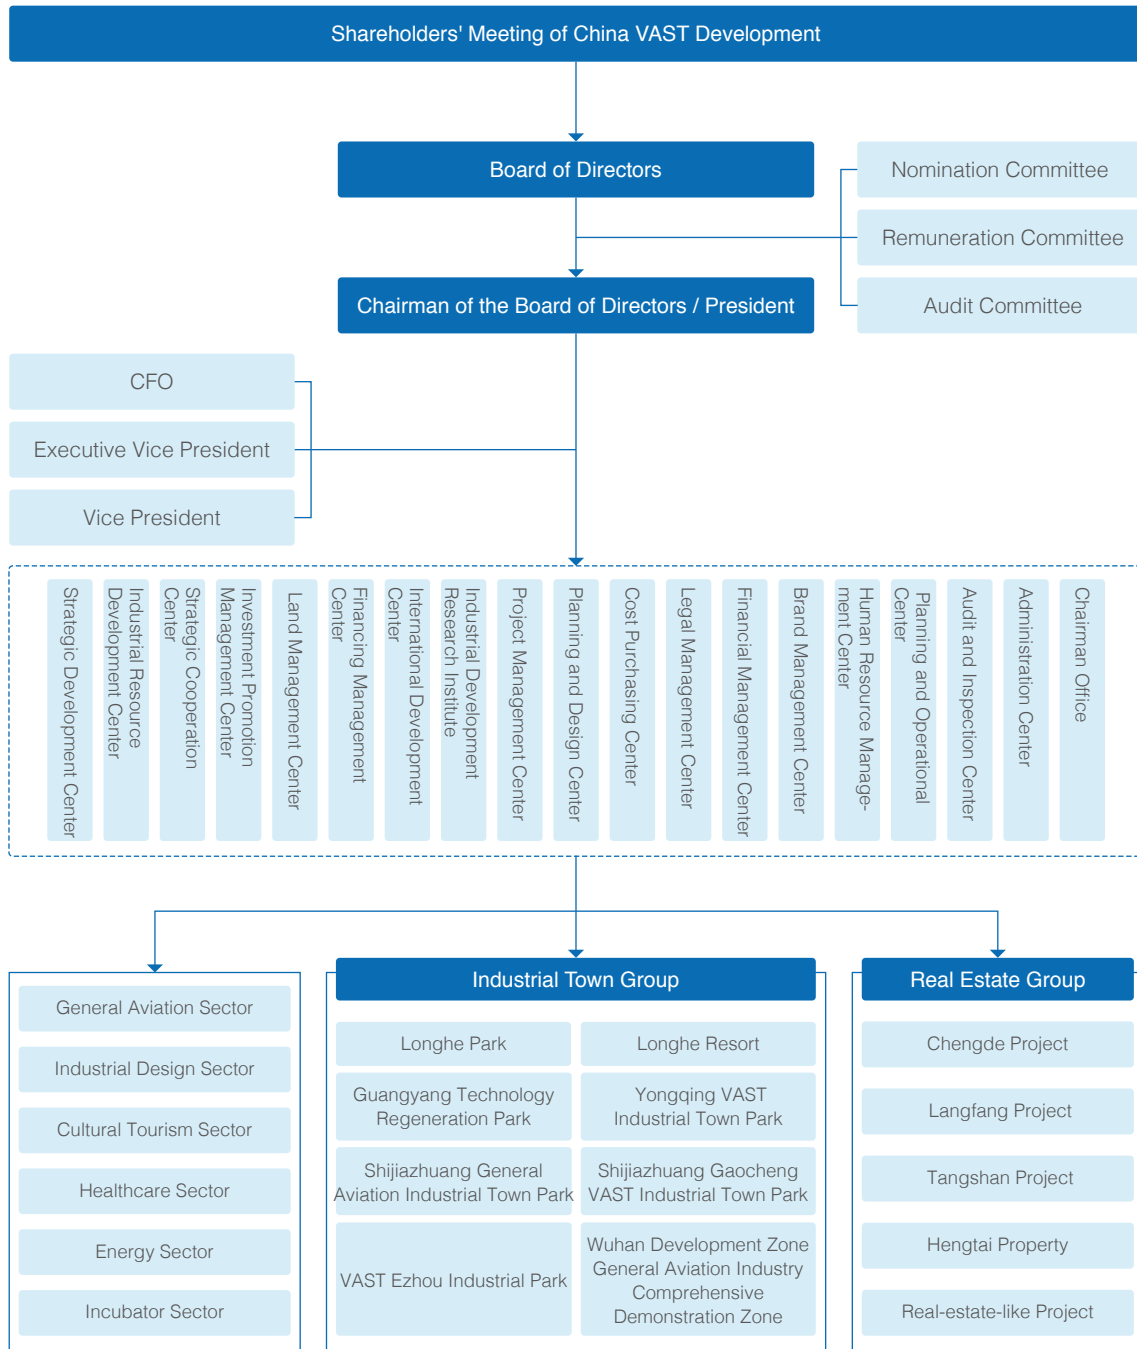 Shareholders' Meeting of China VAST Development
Board of Directors
Nomination Committee
Remuneration Committee
Chairman of the Board of Directors / President
Audit Committee
CFO
Executive Vice President
Vice President
Strategic Development Center
Industrial Resource
Development Center
Strategic Cooperation
Center
Investment Promotion
Management Center
Land Management Center
Financing Management
Center
International Development
Center
Industrial Development
Research Institute
Project Management Center
Planning and Design Center
Cost Purchasing Center
Legal Management Center
Financial Management Center
Brand Management Center
Human Resource Manage-
ment Center
Planning and Operational
Center
Audit and Inspection Center
Administration Center
Chairman Office
General Aviation Sector
Industrial Design Sector
Cultural Tourism Sector
Healthcare Sector
Energy Sector
Incubator Sector
Industrial Town Group
Longhe Park
Longhe Resort
Guangyang Technology
Regeneration Park
Yongqing VAST
Industrial Town Park
Shijiazhuang General
Aviation Industrial Town Park
Shijiazhuang Gaocheng
VAST Industrial Town Park
VAST Ezhou Industrial Park
Wuhan Development Zone
General Aviation Industry
Comprehensive
Demonstration Zone
Real Estate Group
Chengde Project
Langfang Project
Tangshan Project
Hengtai Property
Real-estate-like Project